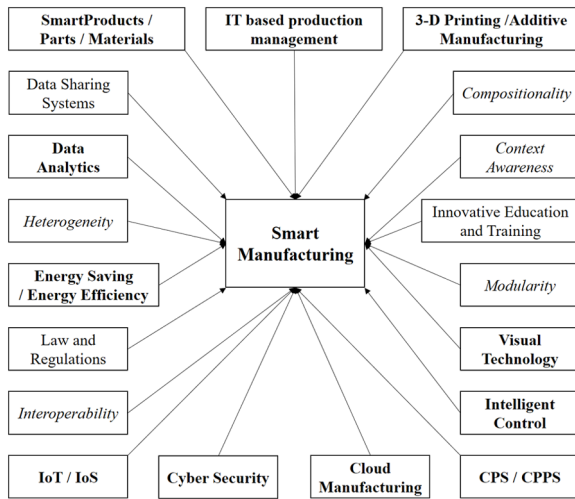 SmartProducts /
Parts / Materials
IT based production
management
3-D Printing /Additive
Manufacturing
Data Sharing
Systems
Compositionality
Data
Analytics
Context
Awareness
Heterogeneity
Innovative Education
and Training
Smart
Manufacturing
Energy Saving
/ Energy Efficiency
Modularity
Law and
Regulations
Visual
Technology
Interoperability
Intelligent
Control
IoT / IoS
Cyber Security
Cloud
Manufacturing
CPS / CPPS